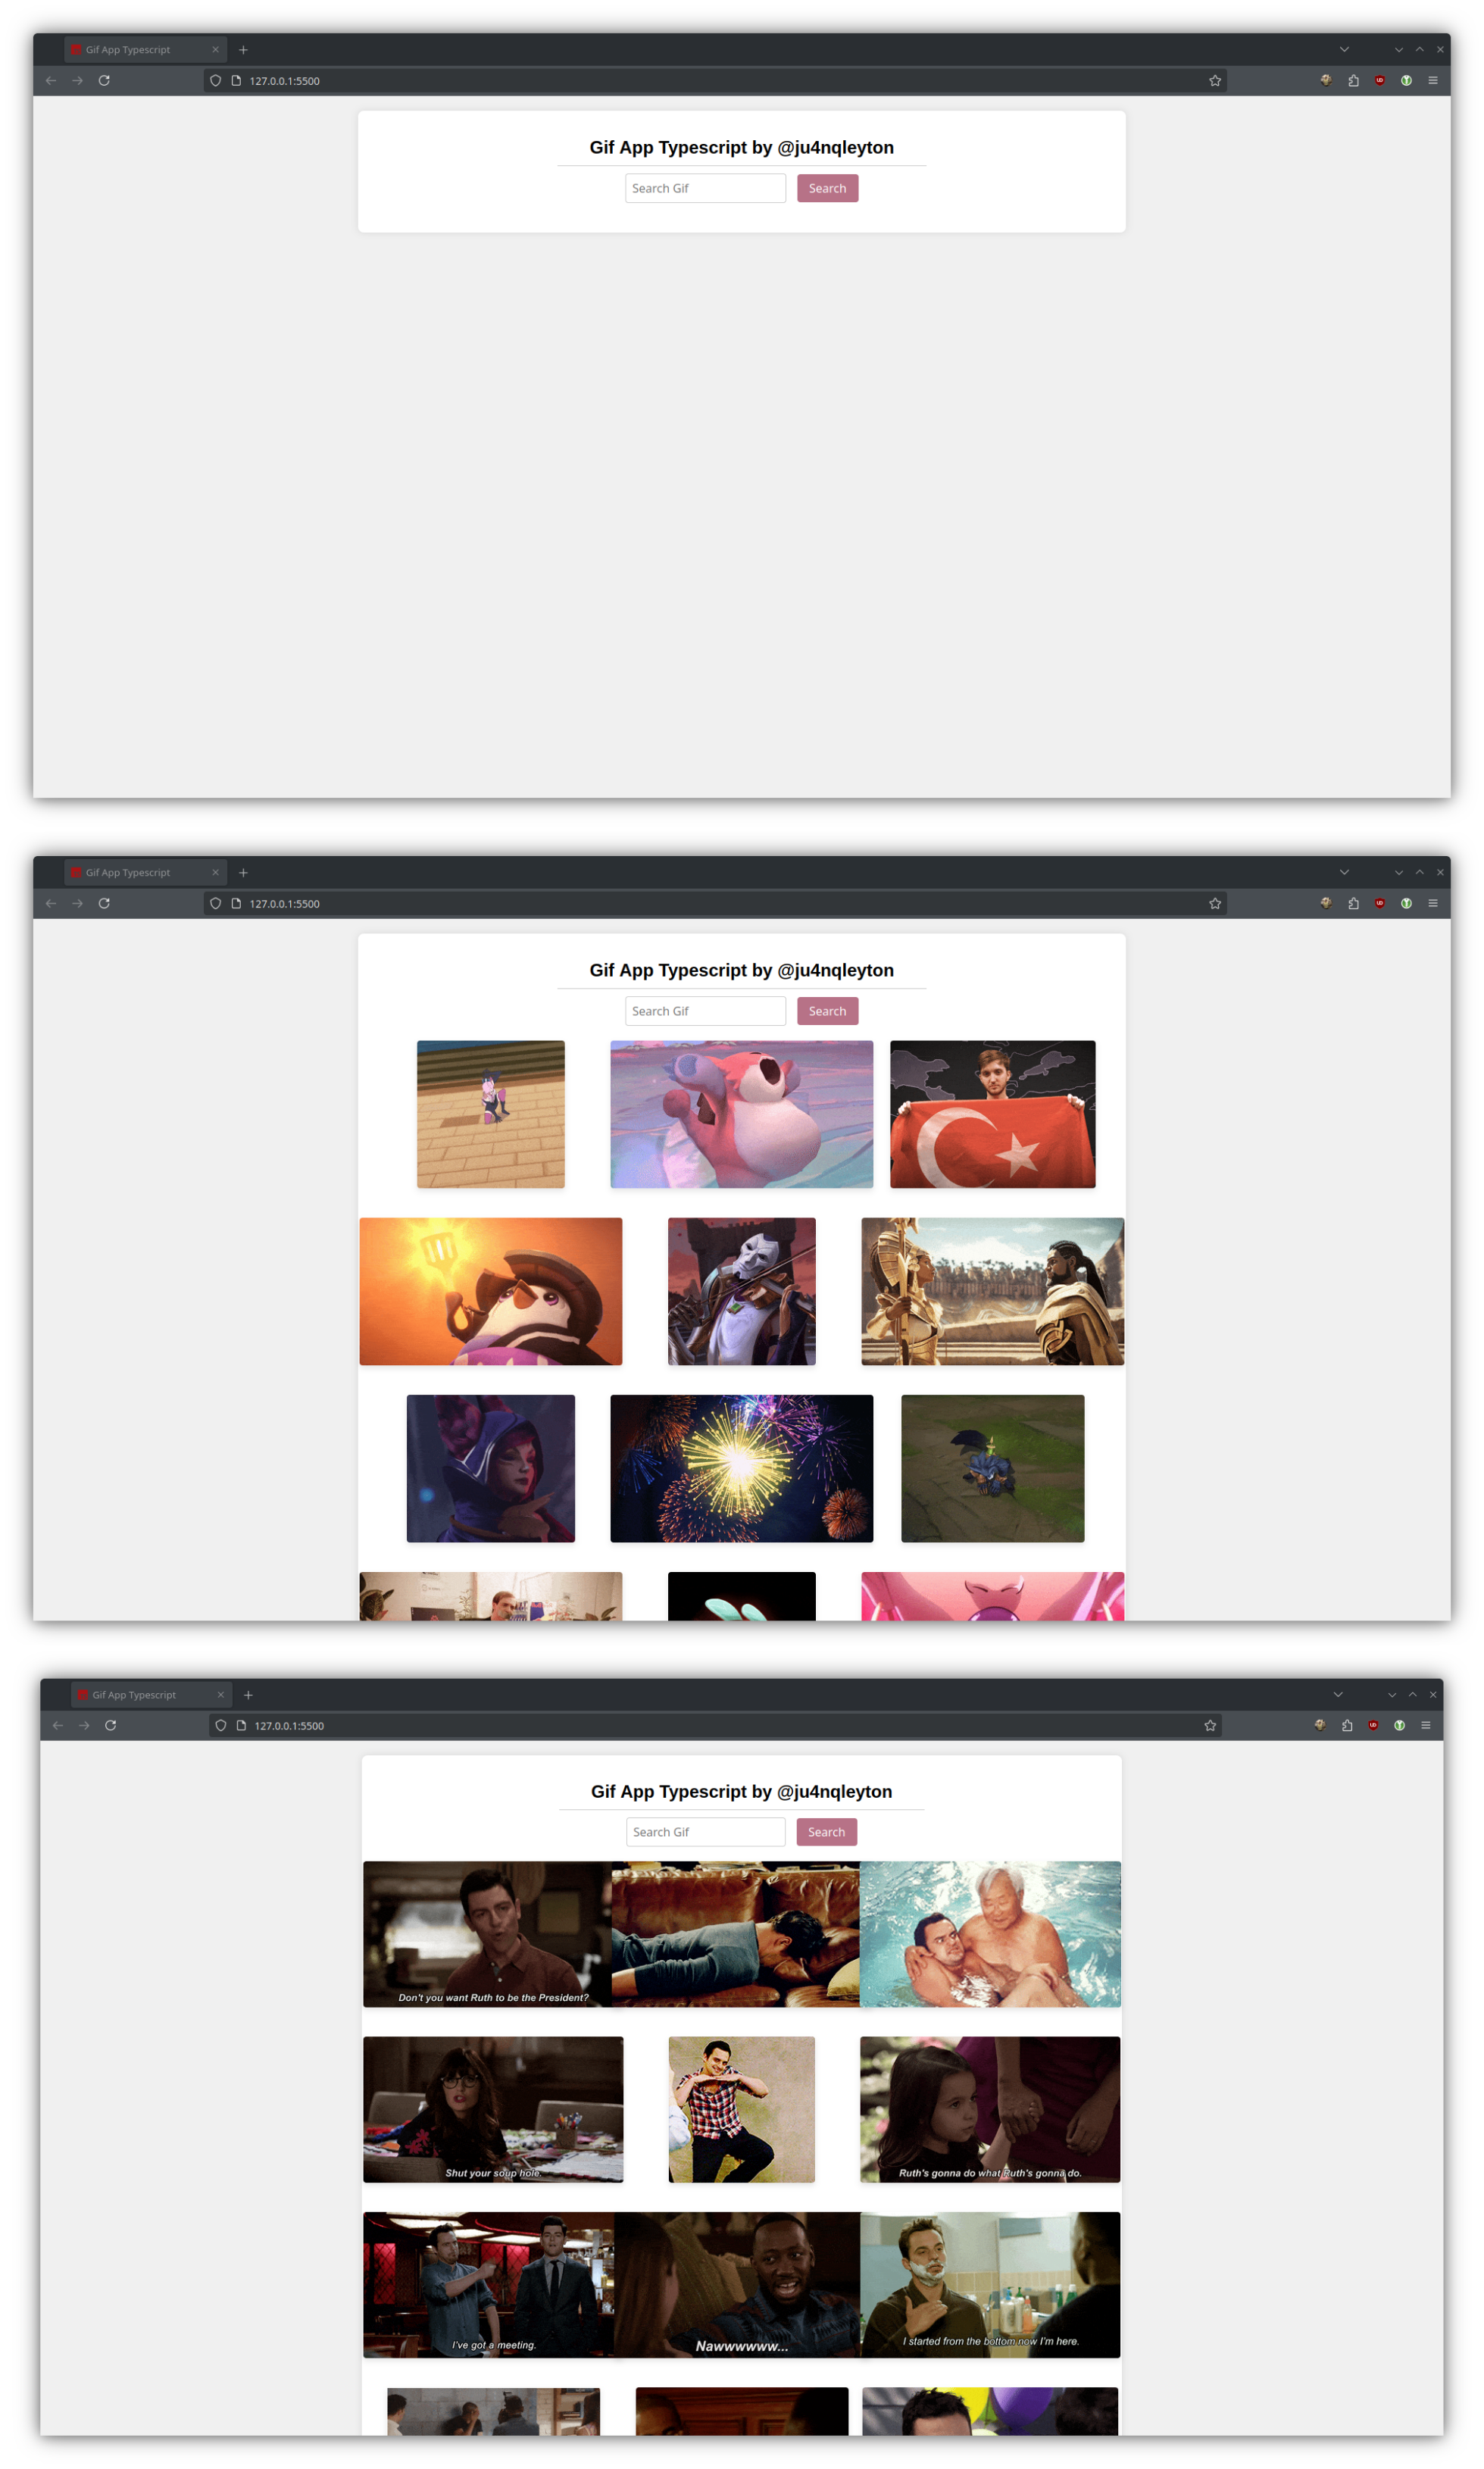 Gif App Typescript
127.0.0.1:5500
Gif App Typescript by @ju4nqleyton
Search Gif
Search
Gif App Typescript
127.0.0.1:5500
Gif App Typescript by @ju4nqleyton
Search Gif
Search
Gif App Typescript
127.0.0.1:5500
Gif App Typescript by @ju4nqleyton
Search Gif
Search
Don't you want Ruth to be the President?
Shut your soup hole.
Ruth's gonna do what Ruth's gonna do.
I've got a meeting.
Nawwwwww...
I started from the bottom now I'm here.